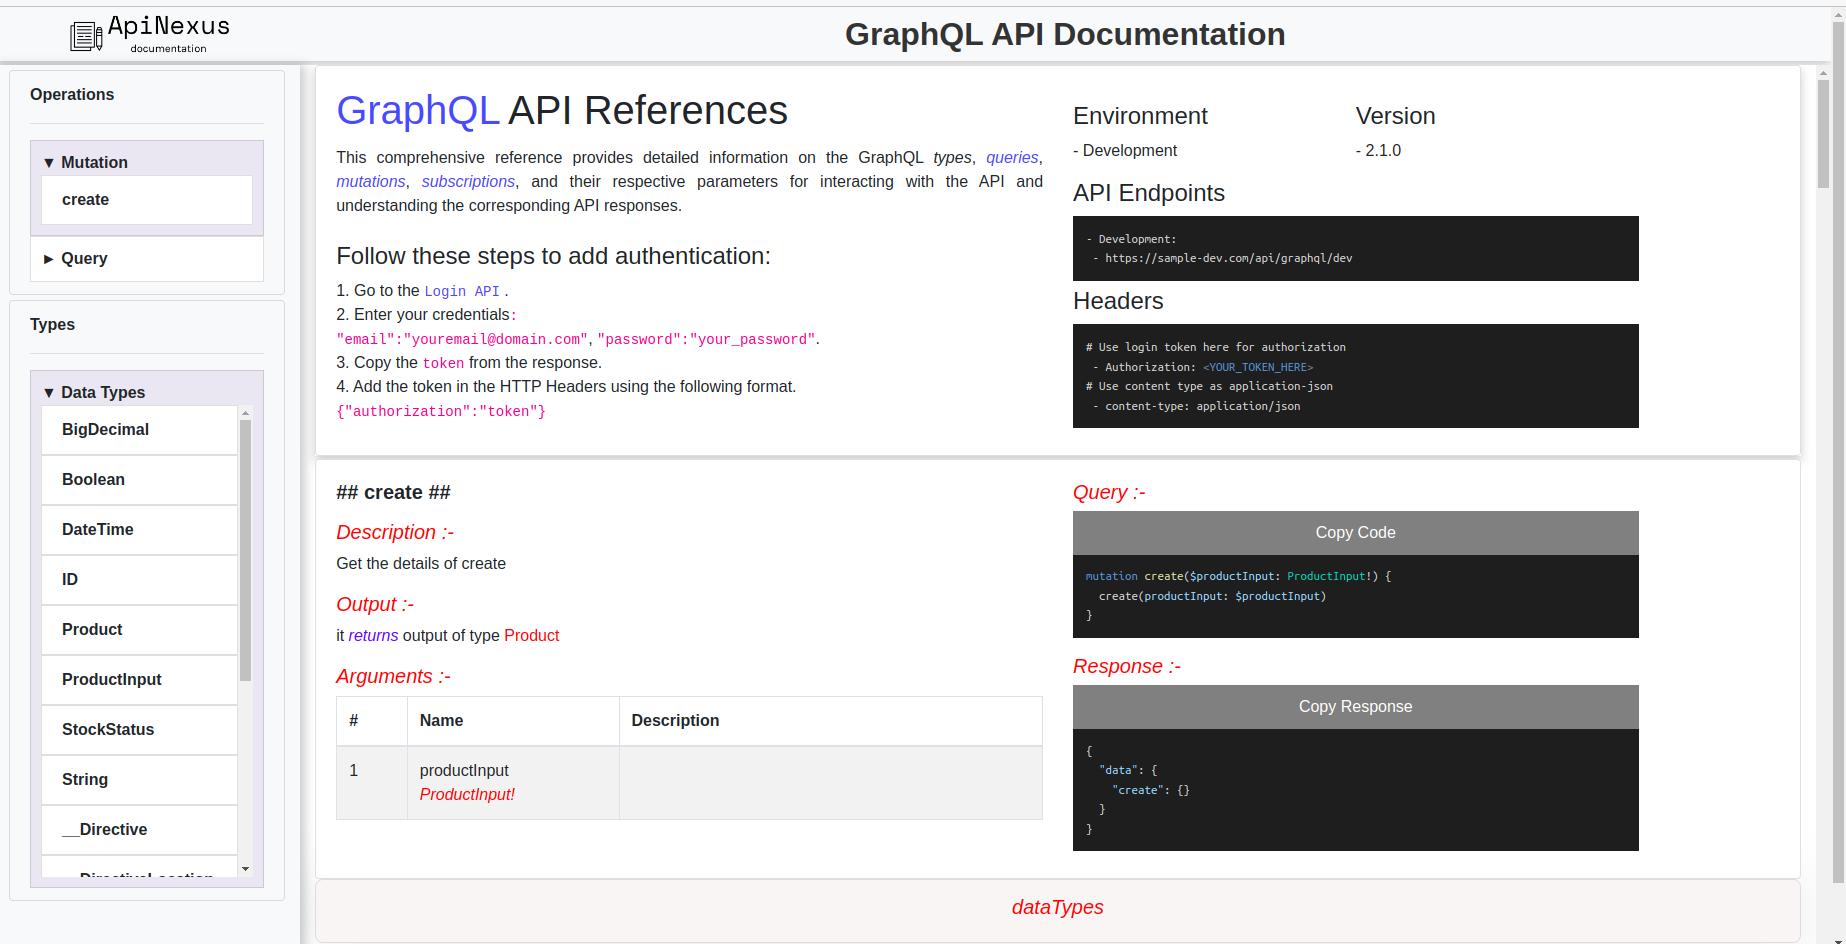 ApiNexus
documentation
GraphQL API Documentation
Operations
▼ Mutation
create
► Query
Types
▼ Data Types
BigDecimal
Boolean
DateTime
ID
Product
ProductInput
StockStatus
String
__Directive
__DirectiveLocation
GraphQL API References
This comprehensive reference provides detailed information on the GraphQL types, queries,
mutations, subscriptions, and their respective parameters for interacting with the API and
understanding the corresponding API responses.
Follow these steps to add authentication:
1. Go to the Login API .
2. Enter your credentials:
"email":"youremail@domain.com", "password":"your_password".
3. Copy the token from the response.
4. Add the token in the HTTP Headers using the following format.
{"authorization":"token"}
Environment
- Development
Version
- 2.1.0
API Endpoints
- Development:
- https://sample-dev.com/api/graphql/dev
Headers
# Use login token here for authorization
- Authorization: <YOUR_TOKEN_HERE>
# Use content type as application-json
- content-type: application/json
## create ##
Description :-
Get the details of create
Output :-
it returns output of type Product
Arguments :-
# Name Description
1 productInput
ProductInput!
Query :-
Copy Code
mutation create($productInput: ProductInput!) {
create(productInput: $productInput)
}
Response :-
Copy Response
{
"data": {
"create": {}
}
}
dataTypes